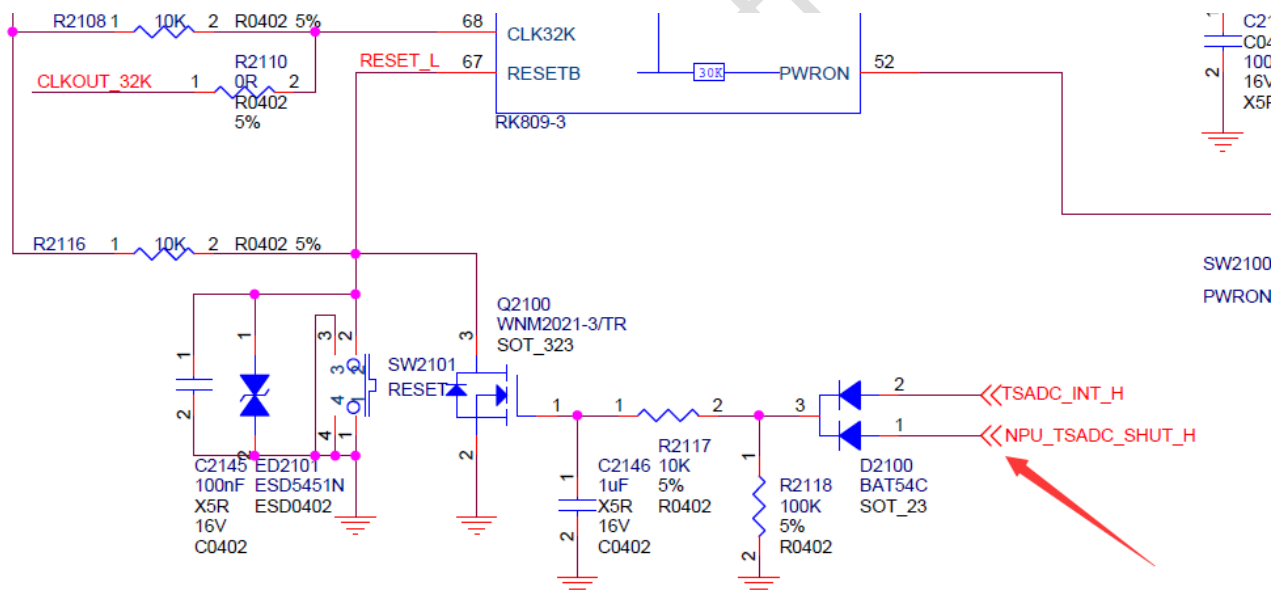 R2108 1 10K 2 R0402 5%
68 CLK32K
R2110
CLKOUT_32K 1 0R 2
R0402
5%
RESET_L 67 RESETB
30K PWRON 52
RK809-3
2
16V
R2116 1 10K 2 R0402 5%
SW2100
PWRON
Q2100
WNM2021-3/TR
SOT_323
3
1
2
1
2
1
2
3
4
3
4
2
1
2
1
SW2101
RESET
C2145
100nF
X5R
16V
C0402
ED2101
ESD5451N
ESD0402
1
2
C2146
1uF
X5R
16V
C0402
1 2
R2117
10K
5%
R0402
1
2
R2118
100K
5%
R0402
3
2
1
D2100
BAT54C
SOT_23
TSADC_INT_H
NPU_TSADC_SHUT_H